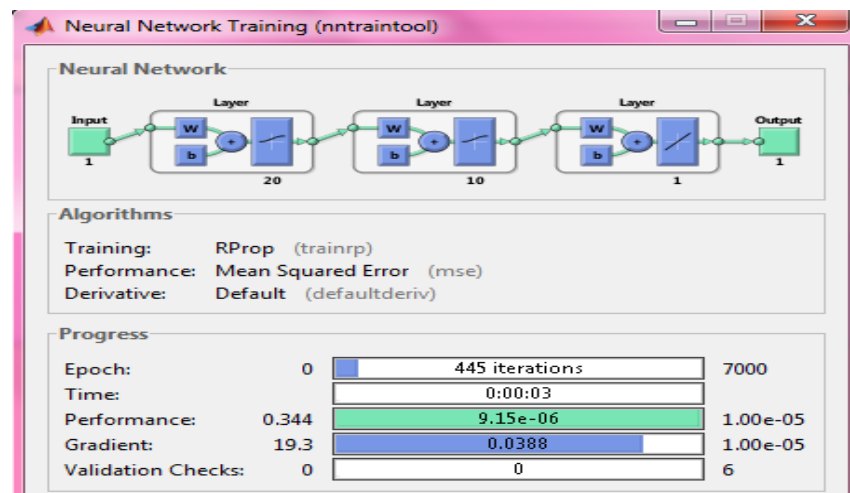 Neural Network Training (nntraintool)
Neural Network
Layer Layer Layer
Input Output
W W W
+ + +
b b b
1 20 10 1 1
Algorithms
Training: RProp (trainrp)
Performance: Mean Squared Error (mse)
Derivative: Default (defaultderiv)
Progress
Epoch: 0 445 iterations 7000
Time: 0:00:03
Performance: 0.344 9.15e-06 1.00e-05
Gradient: 19.3 0.0388 1.00e-05
Validation Checks: 0 0 6